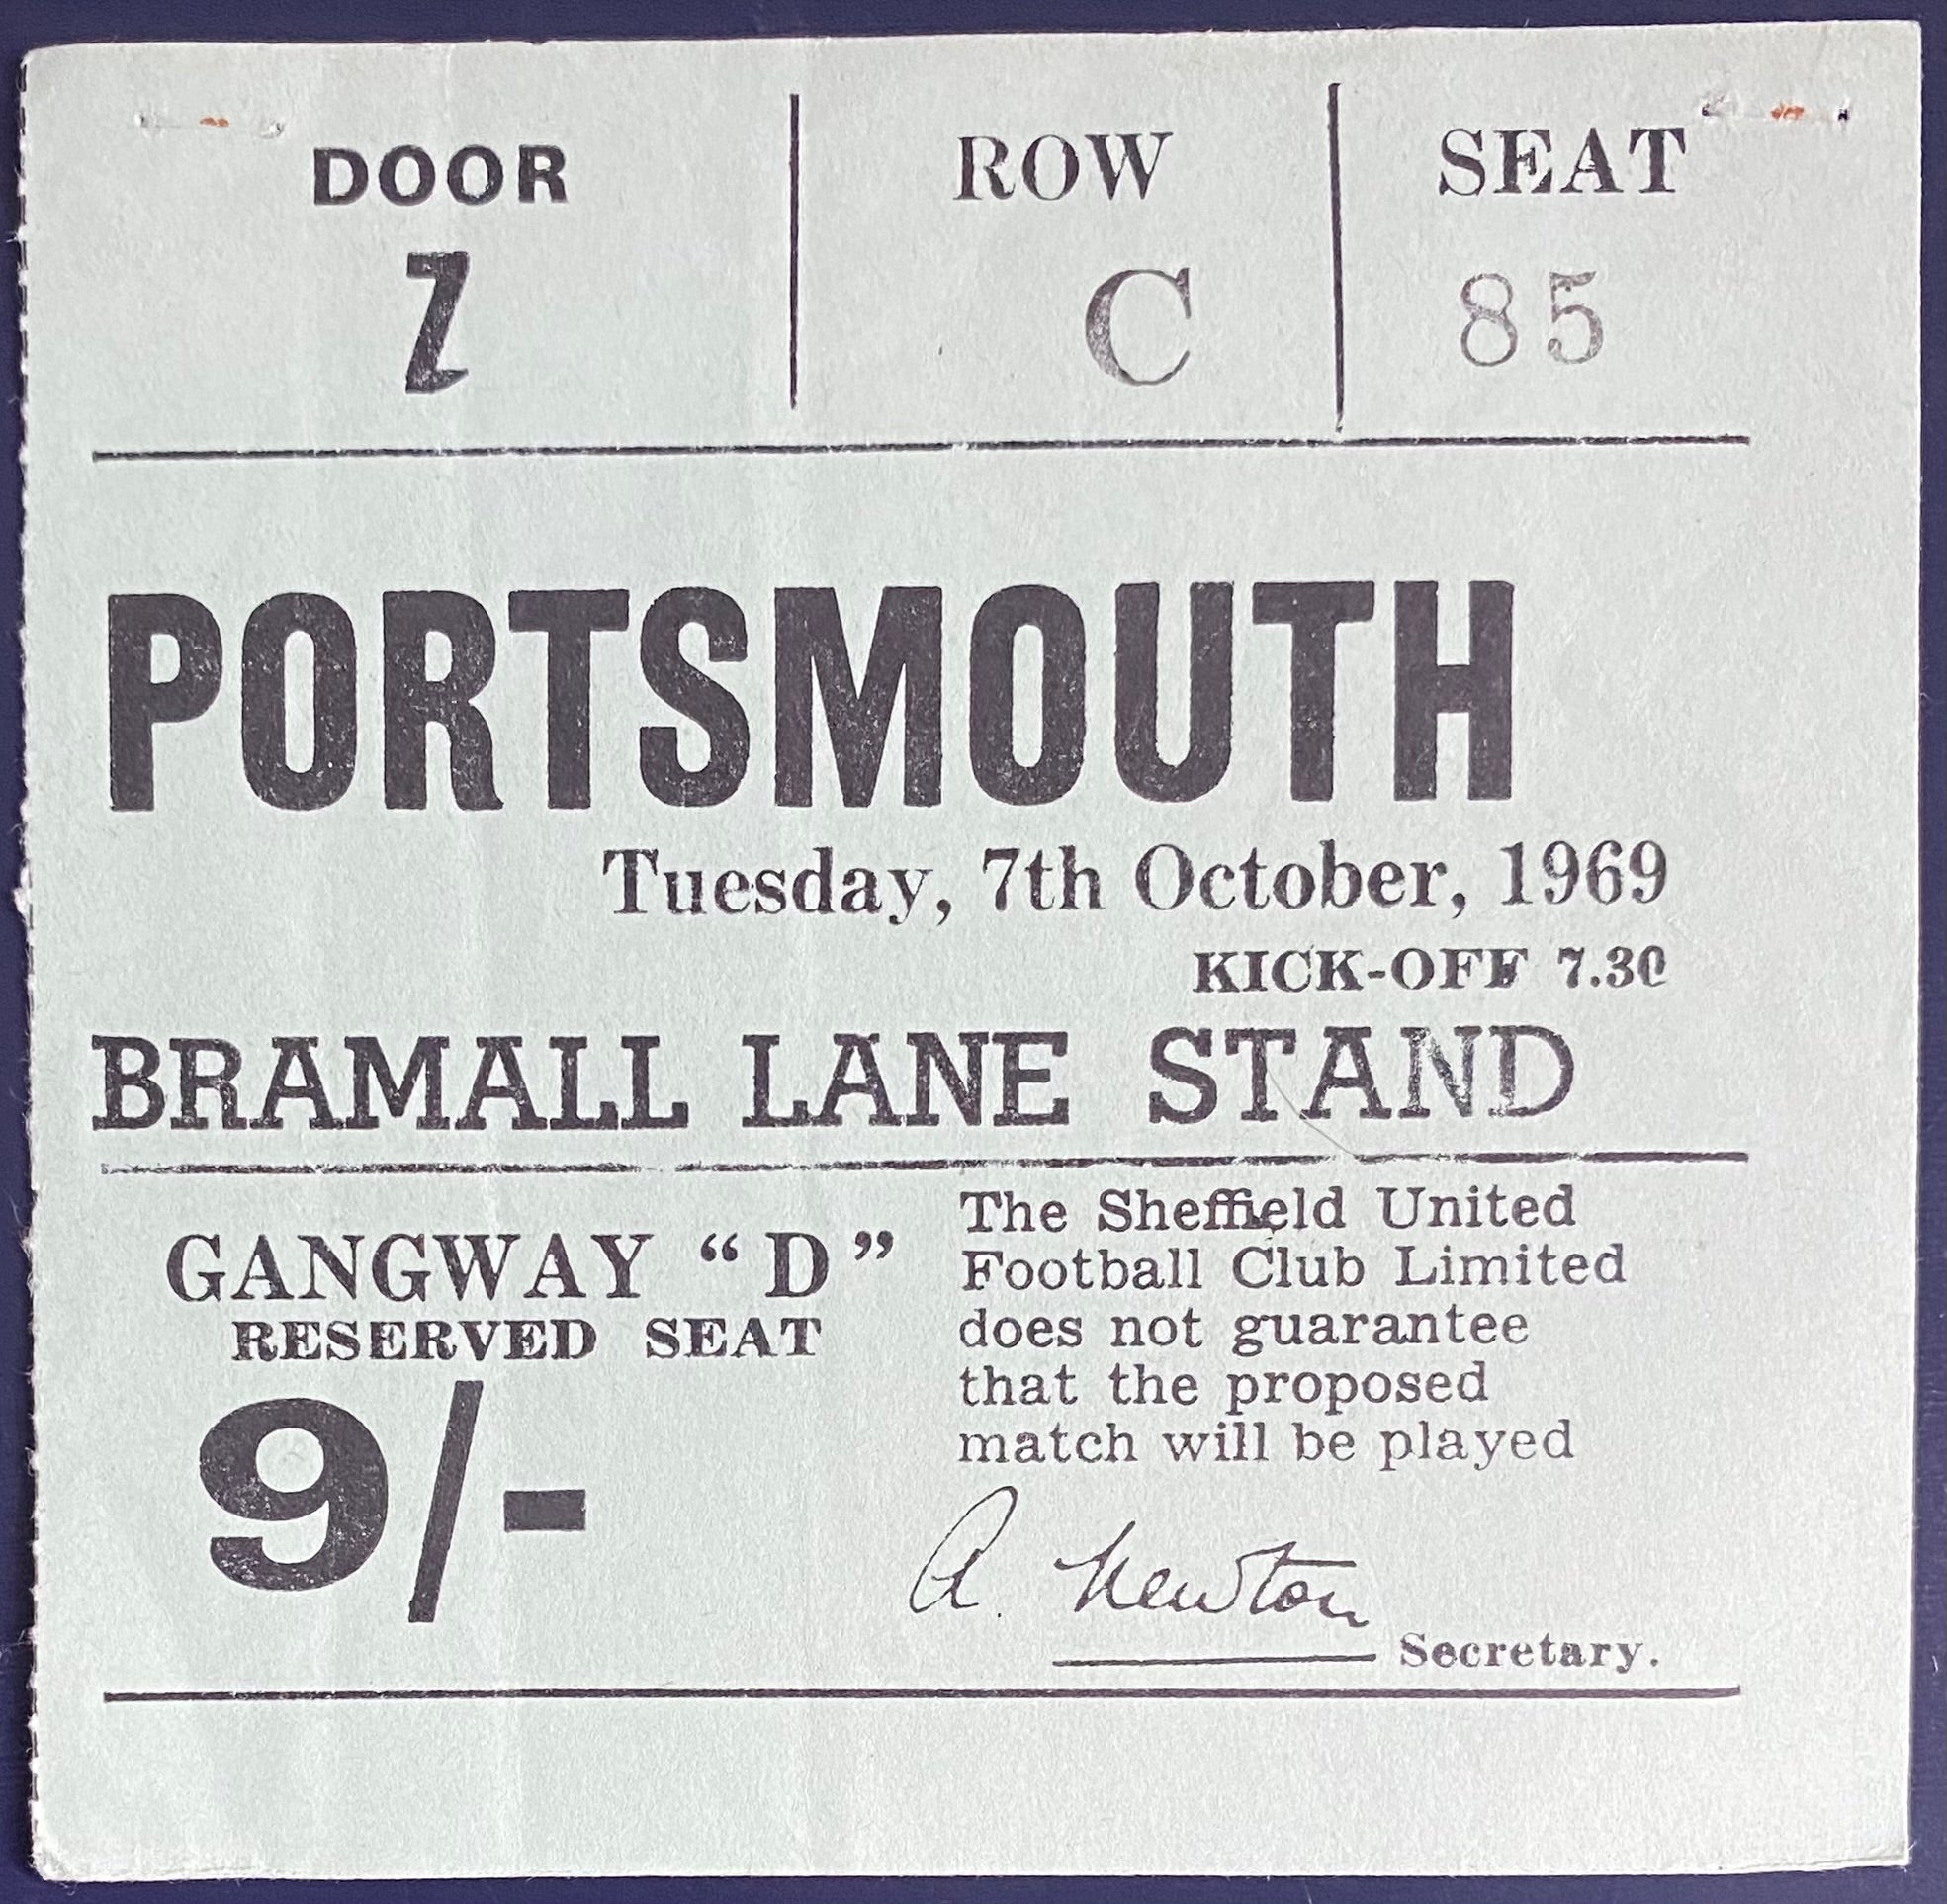 DOOR ROW SEAT
Z C 85
PORTSMOUTH
Tuesday, 7th October, 1969
KICK-OFF 7.30
BRAMALL LANE STAND
GANGWAY “D”
RESERVED SEAT
9/-
The Sheffield United
Football Club Limited
does not guarantee
that the proposed
match will be played
A. Newton
Secretary.